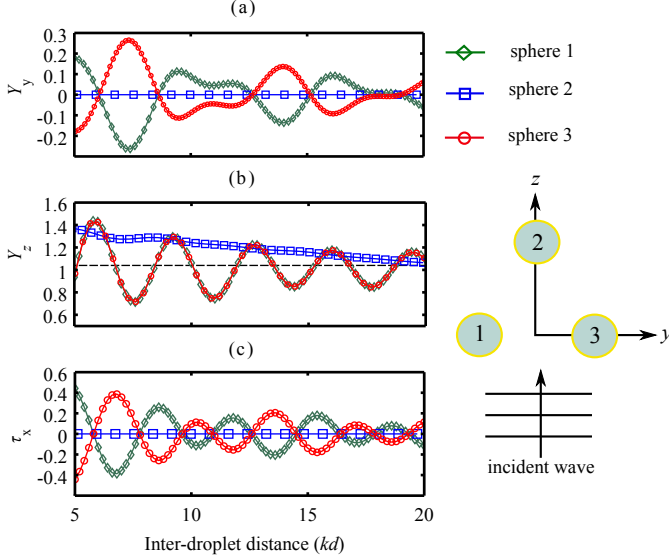 (a)
0.3
0.2
0.1
0
-0.1
-0.2
Y_y
sphere 1
sphere 2
sphere 3
(b)
1.6
1.4
1.2
1
0.8
0.6
Y_z
(c)
0.6
0.4
0.2
0
-0.2
-0.4
τ_x
5
10
15
20
Inter-droplet distance (kd)
z
2
1
3
y
incident wave